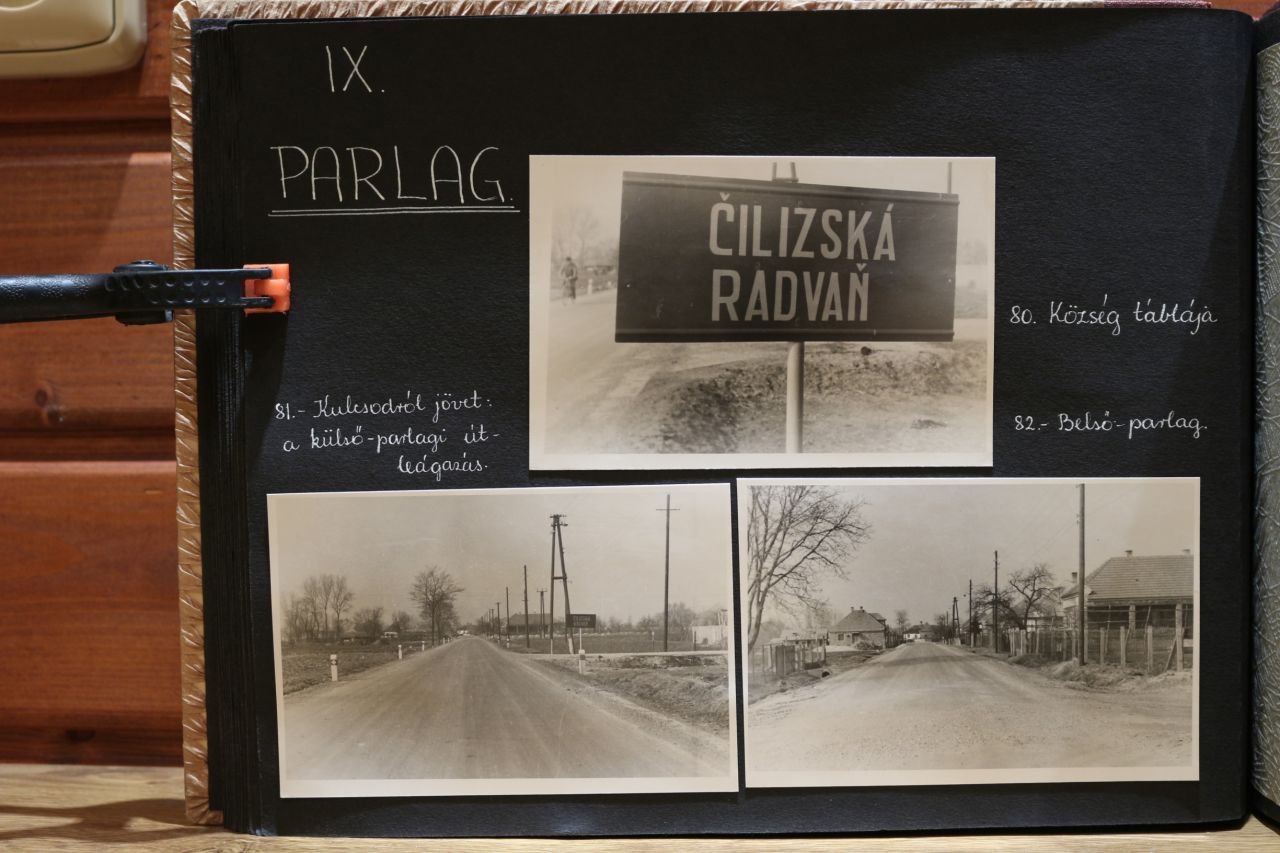 IX.
PARLAG.
ČILIZSKÁ
RADVAŇ
80. Község táblája
81.- Kulcsodról jövet:
a külső-parlagi út-
leágazás.
82.- Belső-parlag.